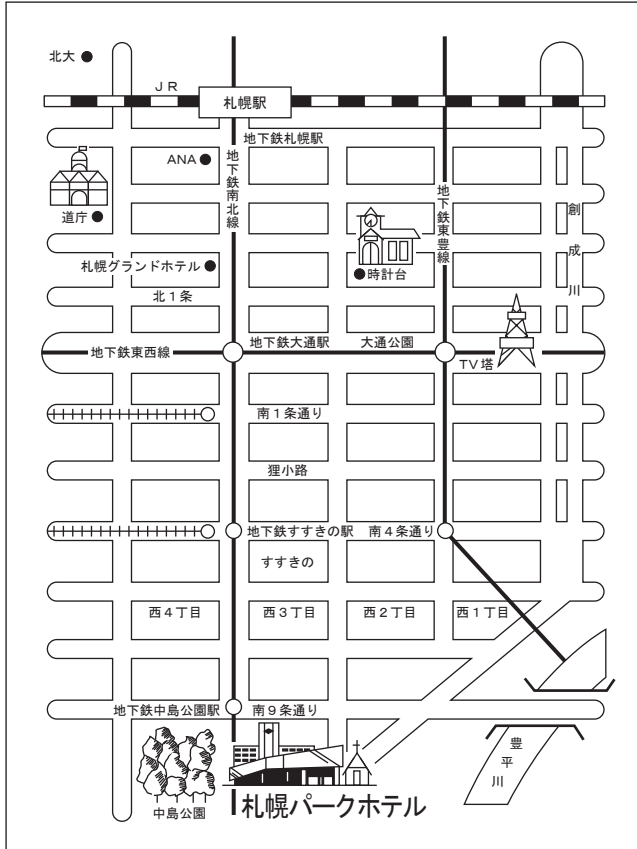 北大
JR
札幌駅
地下鉄札幌駅
ANA
地下鉄南北線
地下鉄東豊線
道庁
創成川
札幌グランドホテル
時計台
北1条
地下鉄東西線
地下鉄大通駅
大通公園
TV塔
南1条通り
狸小路
地下鉄すすきの駅
南4条通り
すすきの
西4丁目
西3丁目
西2丁目
西1丁目
地下鉄中島公園駅
南9条通り
豊平川
中島公園
札幌パークホテル